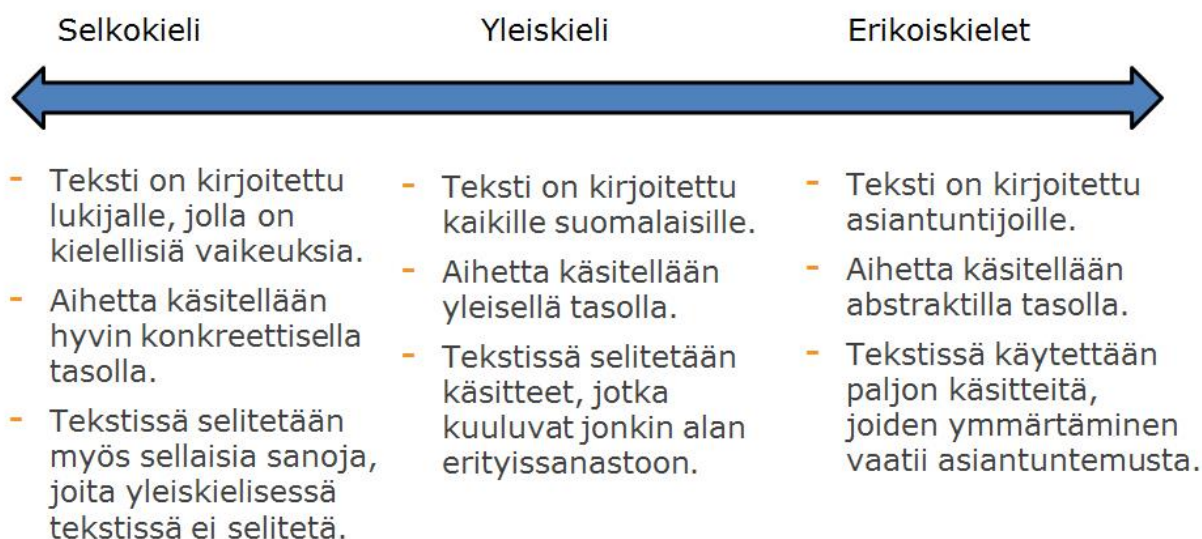 Selkokieli
Yleiskieli
Erikoiskielet
- Teksti on kirjoitettu
lukijalle, jolla on
kielellisiä vaikeuksia.
- Aihetta käsitellään
hyvin konkreettisella
tasolla.
- Tekstissä selitetään
myös sellaisia sanoja,
joita yleiskielisessä
tekstissä ei selitetä.
- Teksti on kirjoitettu
kaikille suomalaisille.
- Aihetta käsitellään
yleisellä tasolla.
- Tekstissä selitetään
käsitteet, jotka
kuuluvat jonkin alan
erityissanastoon.
- Teksti on kirjoitettu
asiantuntijoille.
- Aihetta käsitellään
abstraktilla tasolla.
- Tekstissä käytettään
paljon käsitteitä,
joiden ymmärtäminen
vaatii asiantuntemusta.